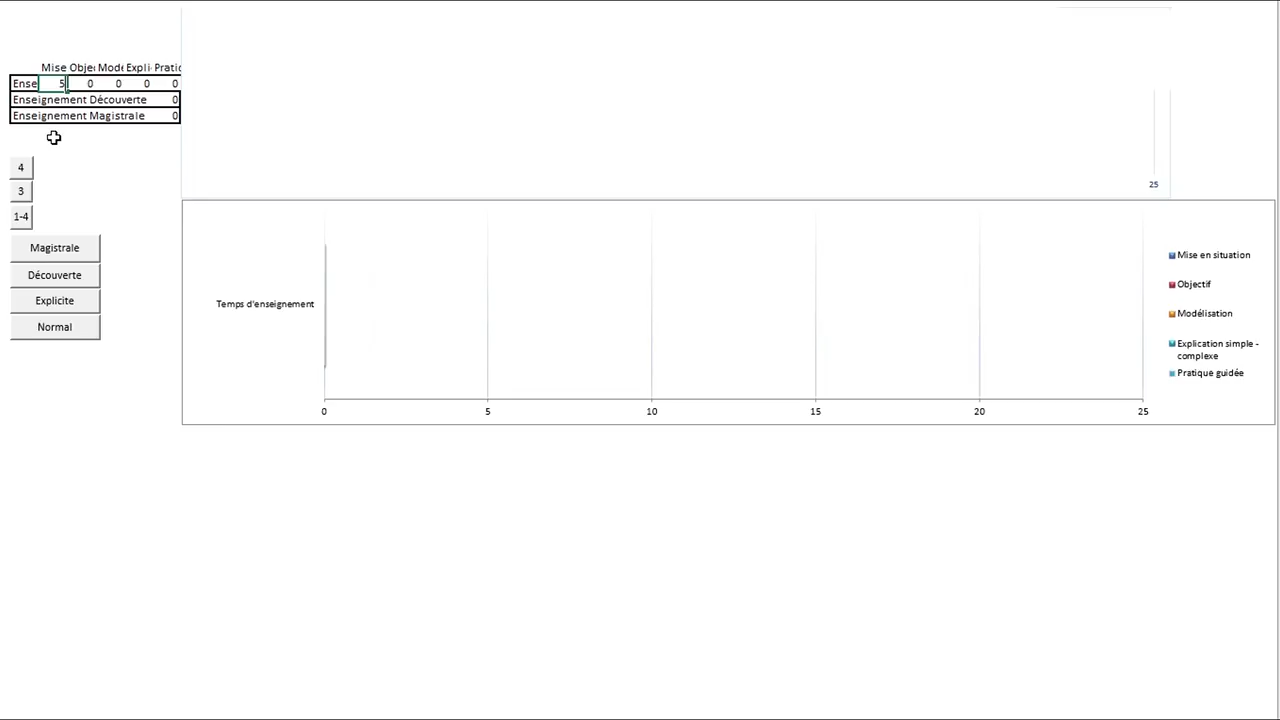 Mise Obje Mod Expli Pratic
Ense 5 0 0 0 0
Enseignement Découverte 0
Enseignement Magistrale 0
4
3
1-4
Magistrale
Découverte
Explicite
Normal
25
Temps d'enseignement
0 5 10 15 20 25
Mise en situation
Objectif
Modélisation
Explication simple -
complexe
Pratique guidée